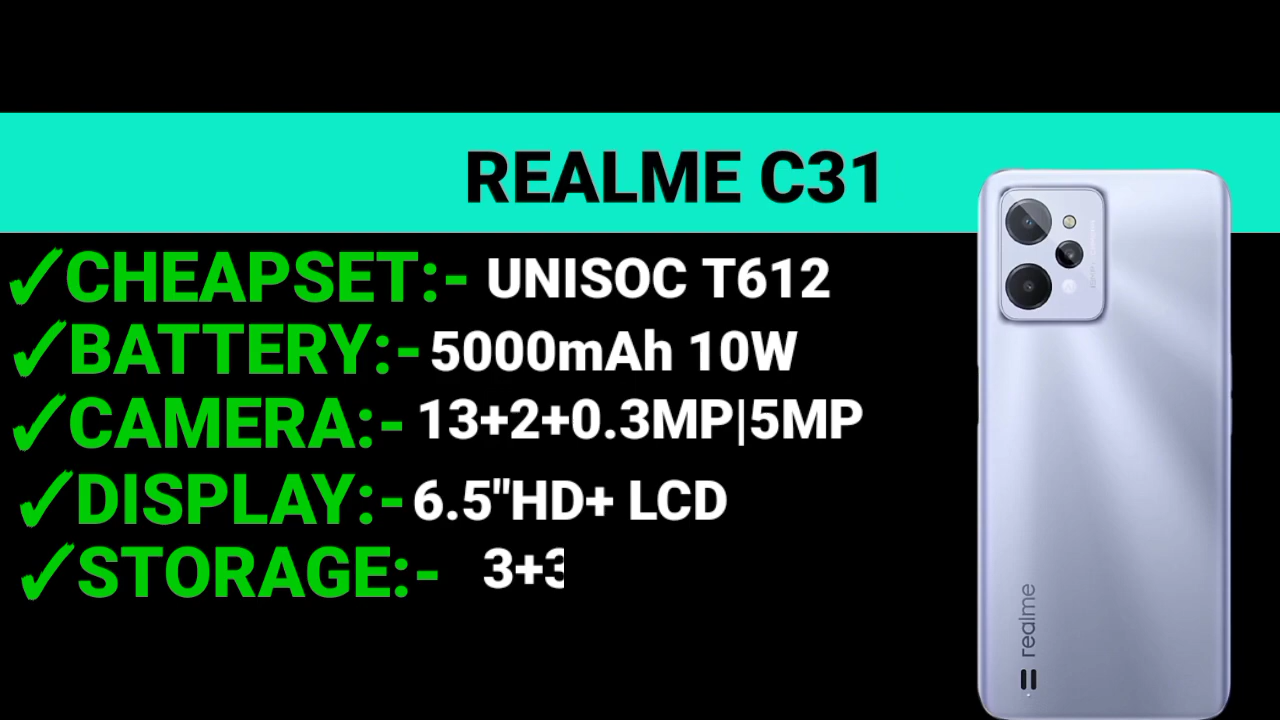 REALME C31
✓CHEAPSET:- UNISOC T612
✓BATTERY:- 5000mAh 10W
✓CAMERA:- 13+2+0.3MP|5MP
✓DISPLAY:- 6.5"HD+ LCD
✓STORAGE:- 3+3
realme